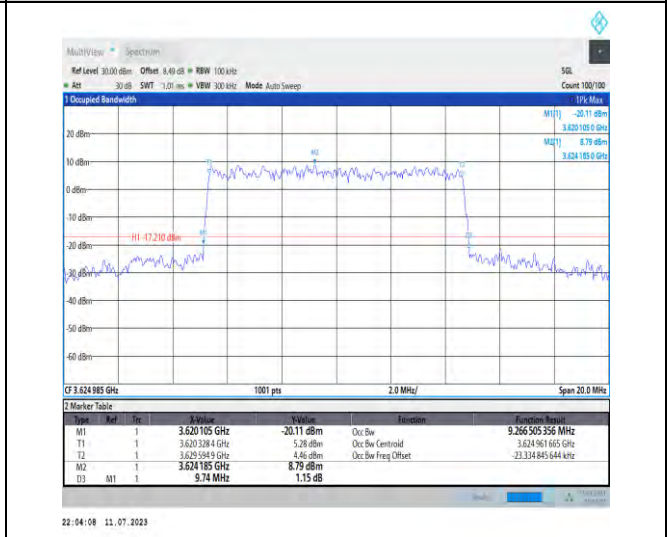 MultiView Spectrum
Ref Level 30.00 dBm Offset 8.49 dB RBW 100 kHz SGL
Att 30 dB SWT 1.01 ms VBW 300 kHz Mode Auto Sweep Count 100/100
1 Occupied Bandwidth 1Pk Max
M1[1] -20.11 dBm
3.620 105 0 GHz
M2[1] 8.79 dBm
3.624 185 0 GHz
20 dBm
M2
10 dBm
0 dBm
-10 dBm
H1 -17.210 dBm
-20 dBm
-30 dBm
-40 dBm
-50 dBm
-60 dBm
CF 3.624 985 GHz 1001 pts 2.0 MHz/ Span 20.0 MHz
2 Marker Table
Type Ref Trc X-Value Y-Value Function Function Result
M1 1 3.620 105 GHz -20.11 dBm Occ Bw 9.266 505 356 MHz
T1 1 3.620 328 4 GHz 5.28 dBm Occ Bw Centroid 3.624 961 665 GHz
T2 1 3.629 594 9 GHz 4.46 dBm Occ Bw Freq Offset -23.334 845 644 kHz
M2 1 3.624 185 GHz 8.79 dBm
D3 M1 1 9.74 MHz 1.15 dB
22:04:08 11.07.2023